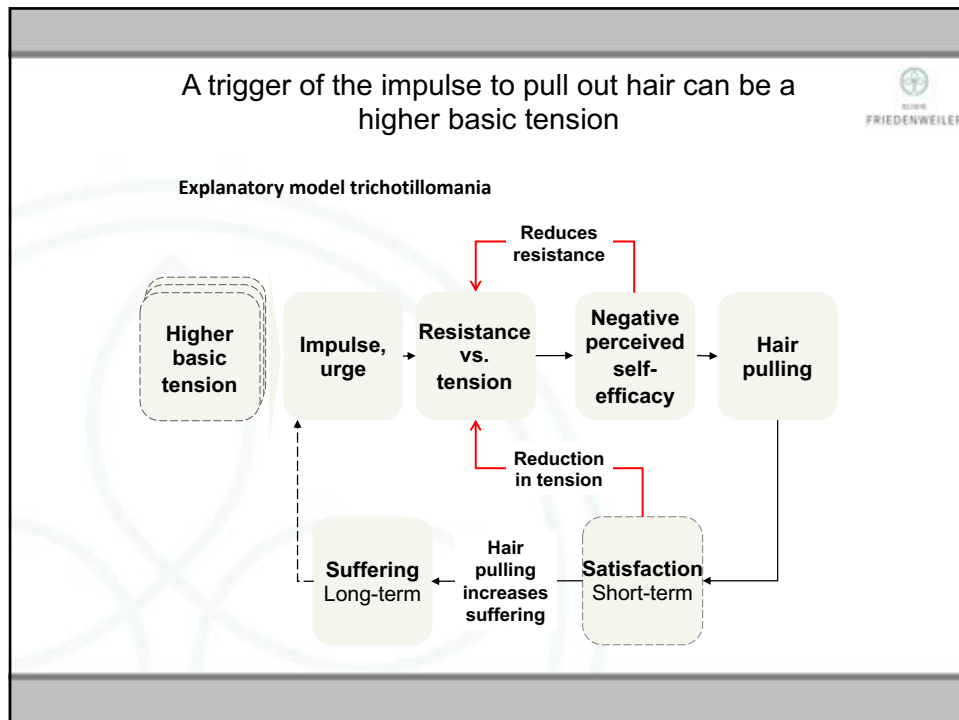 A trigger of the impulse to pull out hair can be a
higher basic tension
KLINIK
FRIEDENWEILER
Explanatory model trichotillomania
Reduces
resistance
Higher
basic
tension
Impulse,
urge
Resistance
vs.
tension
Negative
perceived
self-
efficacy
Hair
pulling
Reduction
in tension
Suffering
Long-term
Hair
pulling
increases
suffering
Satisfaction
Short-term